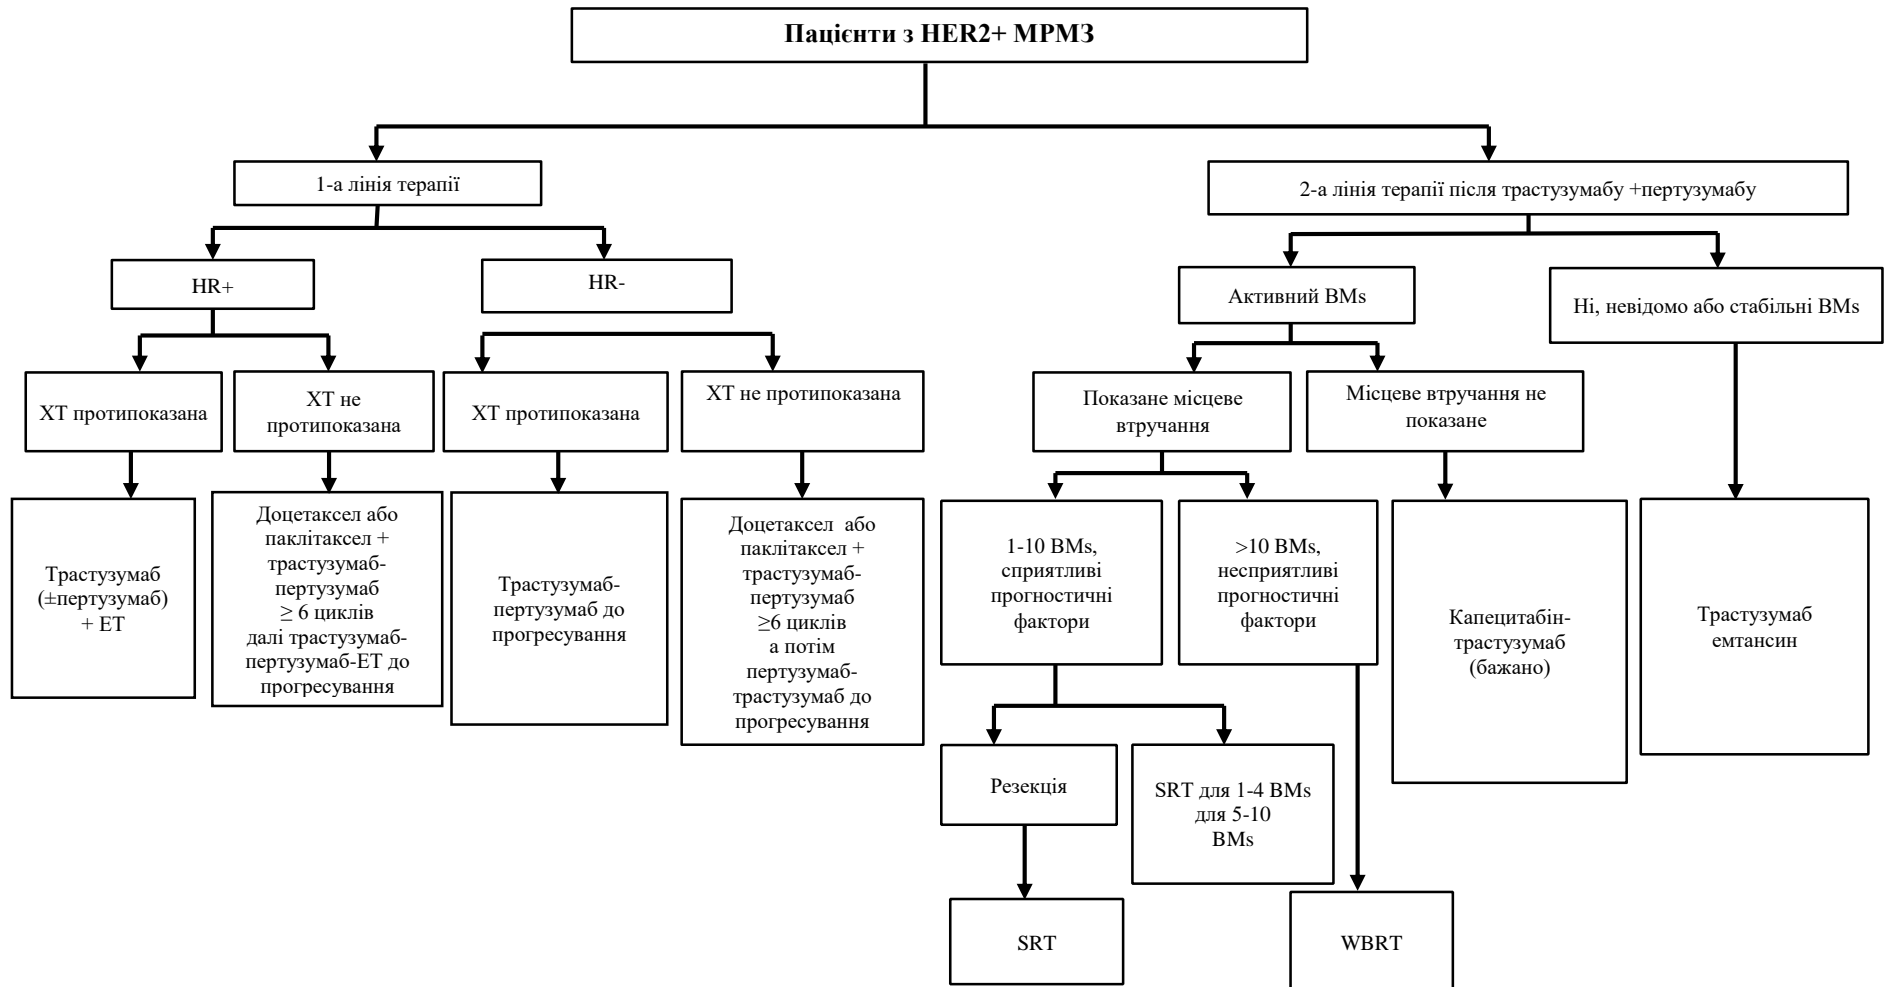 Пацієнти з HER2+ МРМЗ
1-а лінія терапії
2-а лінія терапії після трастузумабу +пертузумабу
HR+
HR-
Активний BMs
Ні, невідомо або стабільні BMs
ХТ протипоказана
ХТ не
протипоказана
ХТ протипоказана
ХТ не протипоказана
Показане місцеве
втручання
Місцеве втручання не
показане
Трастузумаб
(±пертузумаб)
+ ЕТ
Доцетаксел або
паклітаксел +
трастузумаб-
пертузумаб
≥ 6 циклів
далі трастузумаб-
пертузумаб-ЕТ до
прогресування
Трастузумаб-
пертузумаб до
прогресування
Доцетаксел або
паклітаксел +
трастузумаб-
пертузумаб
≥6 циклів
а потім
пертузумаб-
трастузумаб до
прогресування
1-10 BMs,
сприятливі
прогностичні
фактори
>10 BMs,
несприятливі
прогностичні
фактори
Капецитабін-
трастузумаб
(бажано)
Трастузумаб
емтансин
Резекція
SRT для 1-4 BMs
для 5-10
BMs
SRT
WBRT